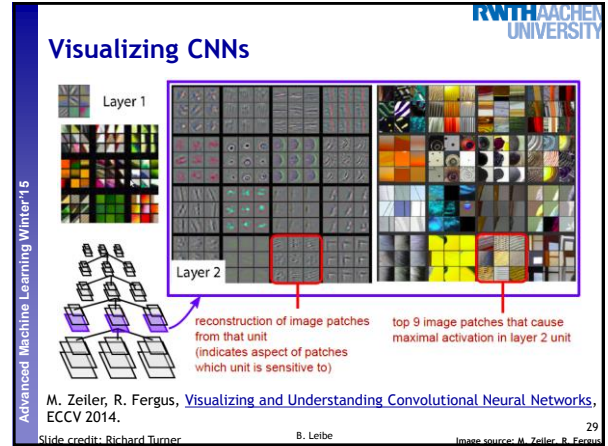 RWTHAACHEN
UNIVERSITY
Visualizing CNNs
Layer 1
Layer 2
reconstruction of image patches
from that unit
(indicates aspect of patches
which unit is sensitive to)
top 9 image patches that cause
maximal activation in layer 2 unit
M. Zeiler, R. Fergus, Visualizing and Understanding Convolutional Neural Networks,
ECCV 2014.
29
Slide credit: Richard Turner
B. Leibe
Image source: M. Zeiler, R. Fergus
Advanced Machine Learning Winter'15